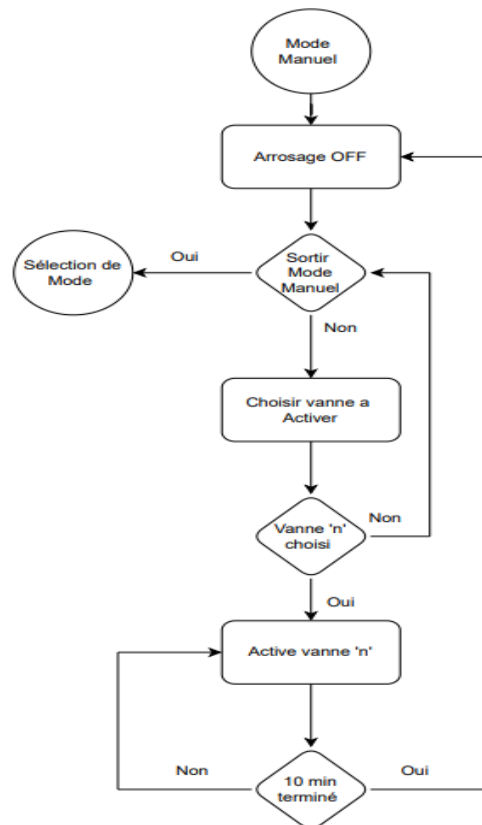 Mode
Manuel
Arrosage OFF
Sortir
Mode
Manuel
Oui
Sélection de
Mode
Non
Choisir vanne a
Activer
Vanne 'n'
choisi
Non
Oui
Active vanne 'n'
10 min
terminé
Non
Oui